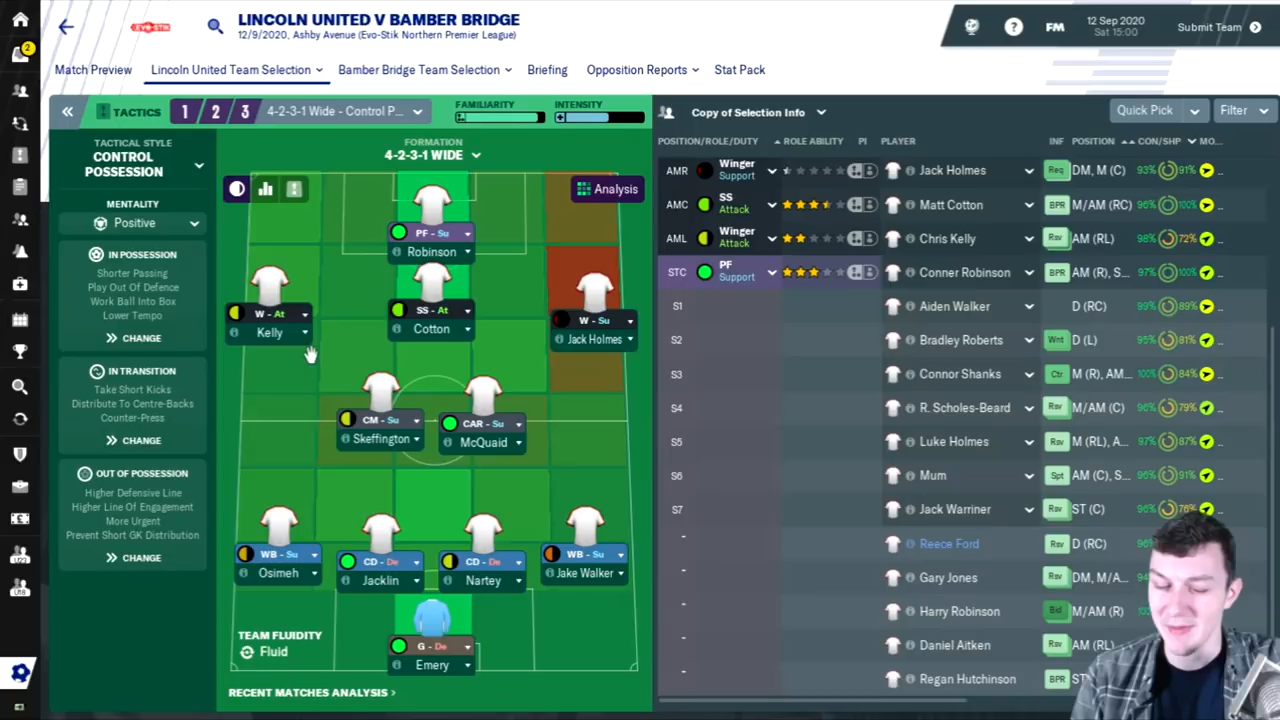 LINCOLN UNITED V BAMBER BRIDGE
12/9/2020, Ashby Avenue (Evo-Stik Northern Premier League)
EVO-STIK
2
?
FM
12 Sep 2020
Sat 15:00
Submit Team
Match Preview
Lincoln United Team Selection
Bamber Bridge Team Selection
Briefing
Opposition Reports
Stat Pack
TACTICS
1
2
3
4-2-3-1 Wide - Control P...
FAMILIARITY
INTENSITY
TACTICAL STYLE
CONTROL
POSSESSION
MENTALITY
Positive
IN POSSESSION
Shorter Passing
Play Out Of Defence
Work Ball Into Box
Lower Tempo
CHANGE
IN TRANSITION
Take Short Kicks
Distribute To Centre-Backs
Counter-Press
CHANGE
OUT OF POSSESSION
Higher Defensive Line
Higher Line Of Engagement
More Urgent
Prevent Short GK Distribution
CHANGE
FORMATION
4-2-3-1 WIDE
Analysis
PF - Su
Robinson
W - At
Kelly
SS - At
Cotton
W - Su
Jack Holmes
CM - Su
Skeffington
CAR - Su
McQuaid
WB - Su
Osimeh
CD - De
Jacklin
CD - De
Nartey
WB - Su
Jake Walker
G - De
Emery
TEAM FLUIDITY
Fluid
RECENT MATCHES ANALYSIS >
Copy of Selection Info
Quick Pick
Filter
POSITION/ROLE/DUTY ROLE ABILITY PI PLAYER INF POSITION CON/SHP MO...
AMR Winger Support Jack Holmes Req DM, M (C) 93% 91%
AMC SS Attack Matt Cotton BPR M/AM (RC) 96% 100%
AML Winger Attack Chris Kelly Rsv AM (RL) 98% 72%
STC PF Support Conner Robinson BPR AM (R), S... 97% 100%
S1 Aiden Walker D (RC) 99% 89%
S2 Bradley Roberts Wnt D (L) 95% 81%
S3 Connor Shanks Ctr M (R), AM... 100% 84%
S4 R. Scholes-Beard Rsv M/AM (C) 96% 79%
S5 Luke Holmes Rsv M (RL), A... 97% 87%
S6 Mum Spt AM (C), S... 96% 91%
S7 Jack Warriner Rsv ST (C) 96% 76%
- Reece Ford Rsv D (RC)
- Gary Jones Rsv DM, M/A...
- Harry Robinson Bid M/AM (R)
- Daniel Aitken Rsv AM (RL)
- Regan Hutchinson BPR
U23
U18